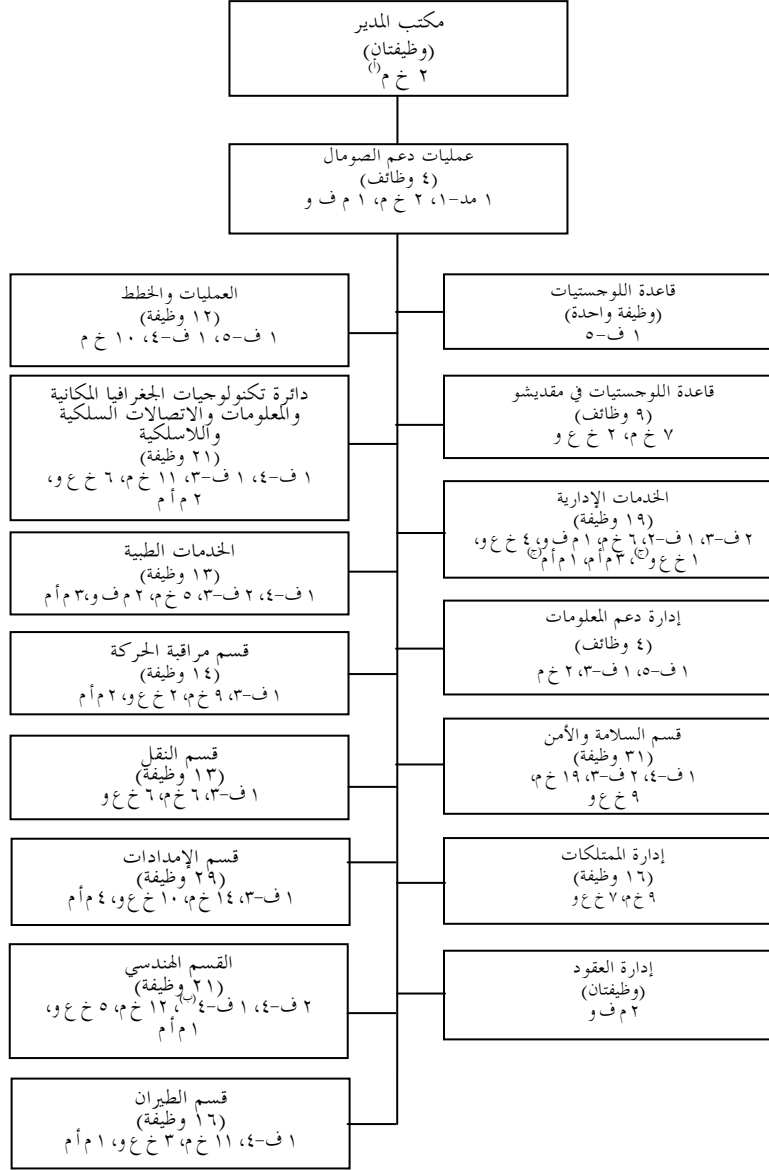 مكتب المدير
(وظيفتان)
٢ خ م(أ)
عمليات دعم الصومال
(٤ وظائف)
١ مد-١، ٢ خ م، ١ م ف و
قاعدة اللوجستيات
(وظيفة واحدة)
١ ف-٥
قاعدة اللوجستيات في مقديشو
(٩ وظائف)
٧ خ م، ٢ خ ع و
الخدمات الإدارية
(١٩ وظيفة)
٢ ف-٣، ١ ف-٢، ٦ خ م، ١ م ف و، ٤ خ ع و،
١ خ ع و(ج)، ٣ م أ م، ١ م أ م(ج)
إدارة دعم المعلومات
(٤ وظائف)
١ ف-٥، ١ ف-٣، ٢ خ م
قسم السلامة والأمن
(٣١ وظيفة)
١ ف-٤، ٢ ف-٣، ١٩ خ م،
٩ خ ع و
إدارة الممتلكات
(١٦ وظيفة)
٩ خ م، ٧ خ ع و
إدارة العقود
(وظيفتان)
٢ م ف و
العمليات والخطط
(١٢ وظيفة)
١ ف-٥، ١ ف-٤، ١٠ خ م
دائرة تكنولوجيات الجغرافيا المكانية
والمعلومات والاتصالات السلكية
واللاسلكية
(٢١ وظيفة)
١ ف-٤، ١ ف-٣، ١١ خ م، ٦ خ ع و،
٢ م أ م
الخدمات الطبية
(١٣ وظيفة)
١ ف-٤، ٢ ف-٣، ٥ خ م، ٢ م ف و، ٣ م أ م
قسم مراقبة الحركة
(١٤ وظيفة)
١ ف-٣، ٩ خ م، ٢ خ ع و، ٢ م أ م
قسم النقل
(١٣ وظيفة)
١ ف-٣، ٦ خ م، ٦ خ ع و
قسم الإمدادات
(٢٩ وظيفة)
١ ف-٣، ١٤ خ م، ١٠ خ ع و، ٤ م أ م
القسم الهندسي
(٢١ وظيفة)
٢ ف-٤، ١ ف-٤(ب)، ١٢ خ م، ٥ خ ع و،
١ م أ م
قسم الطيران
(١٦ وظيفة)
١ ف-٤، ١١ خ م، ٣ خ ع و، ١ م أ م